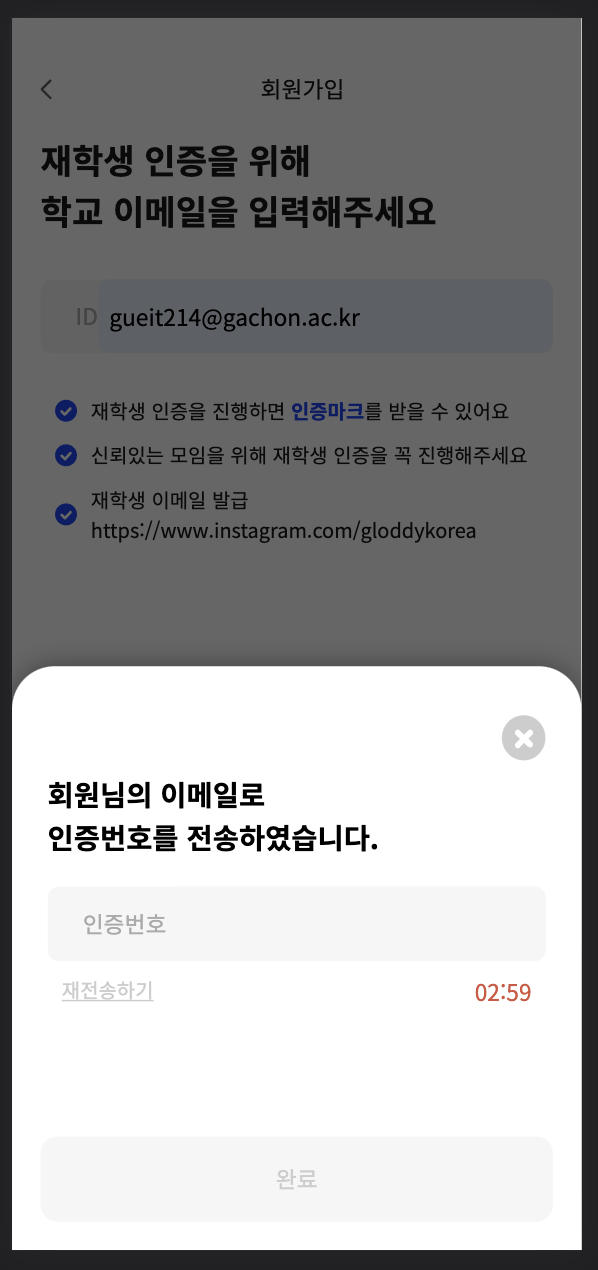 회원가입
재학생 인증을 위해
학교 이메일을 입력해주세요
ID gueit214@gachon.ac.kr
재학생 인증을 진행하면 인증마크를 받을 수 있어요
신뢰있는 모임을 위해 재학생 인증을 꼭 진행해주세요
재학생 이메일 발급
https://www.instagram.com/gloddykorea
회원님의 이메일로
인증번호를 전송하였습니다.
인증번호
재전송하기 02:59
완료